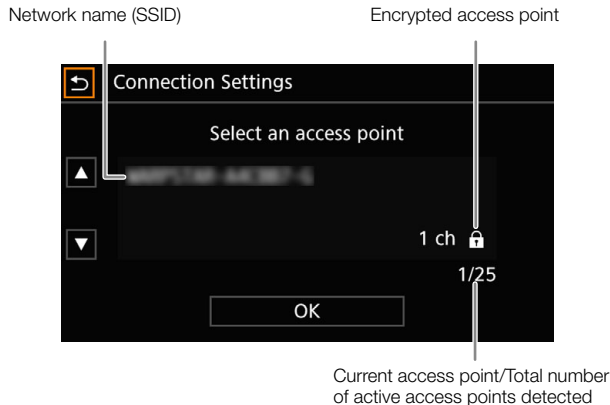 Network name (SSID)
Encrypted access point
Connection Settings
Select an access point
1 ch
1/25
OK
Current access point/Total number
of active access points detected